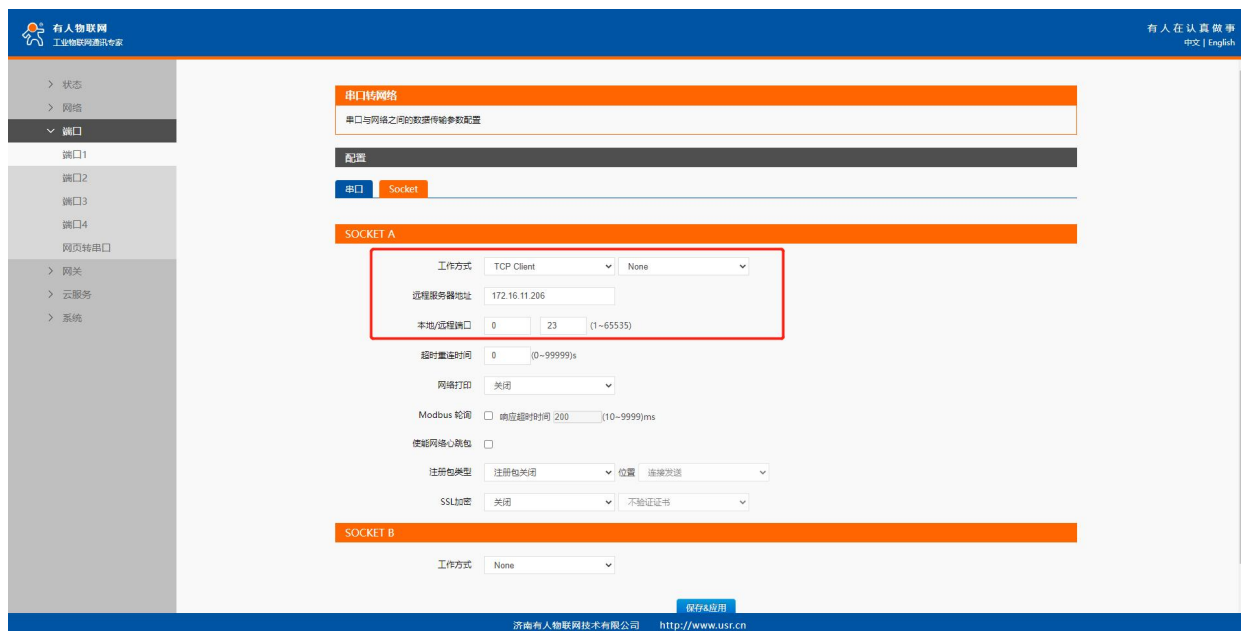 有人物联网
工业物联网通讯专家
有人在认真做事
中文 | English
状态
网络
端口
端口1
端口2
端口3
端口4
网页转串口
网关
云服务
系统
串口转网络
串口与网络之间的数据传输参数配置
配置
串口 Socket
SOCKET A
工作方式 TCP Client None
远程服务器地址 172.16.11.206
本地/远程端口 0 23 (1~65535)
超时重连时间 0 (0~99999)s
网络打印 关闭
Modbus 轮询 响应超时时间 200 (10~9999)ms
使能网络心跳包
注册包类型 注册包关闭 位置 连接发送
SSL加密 关闭 不验证证书
SOCKET B
工作方式 None
保存&应用
济南有人物联网技术有限公司 http://www.usr.cn